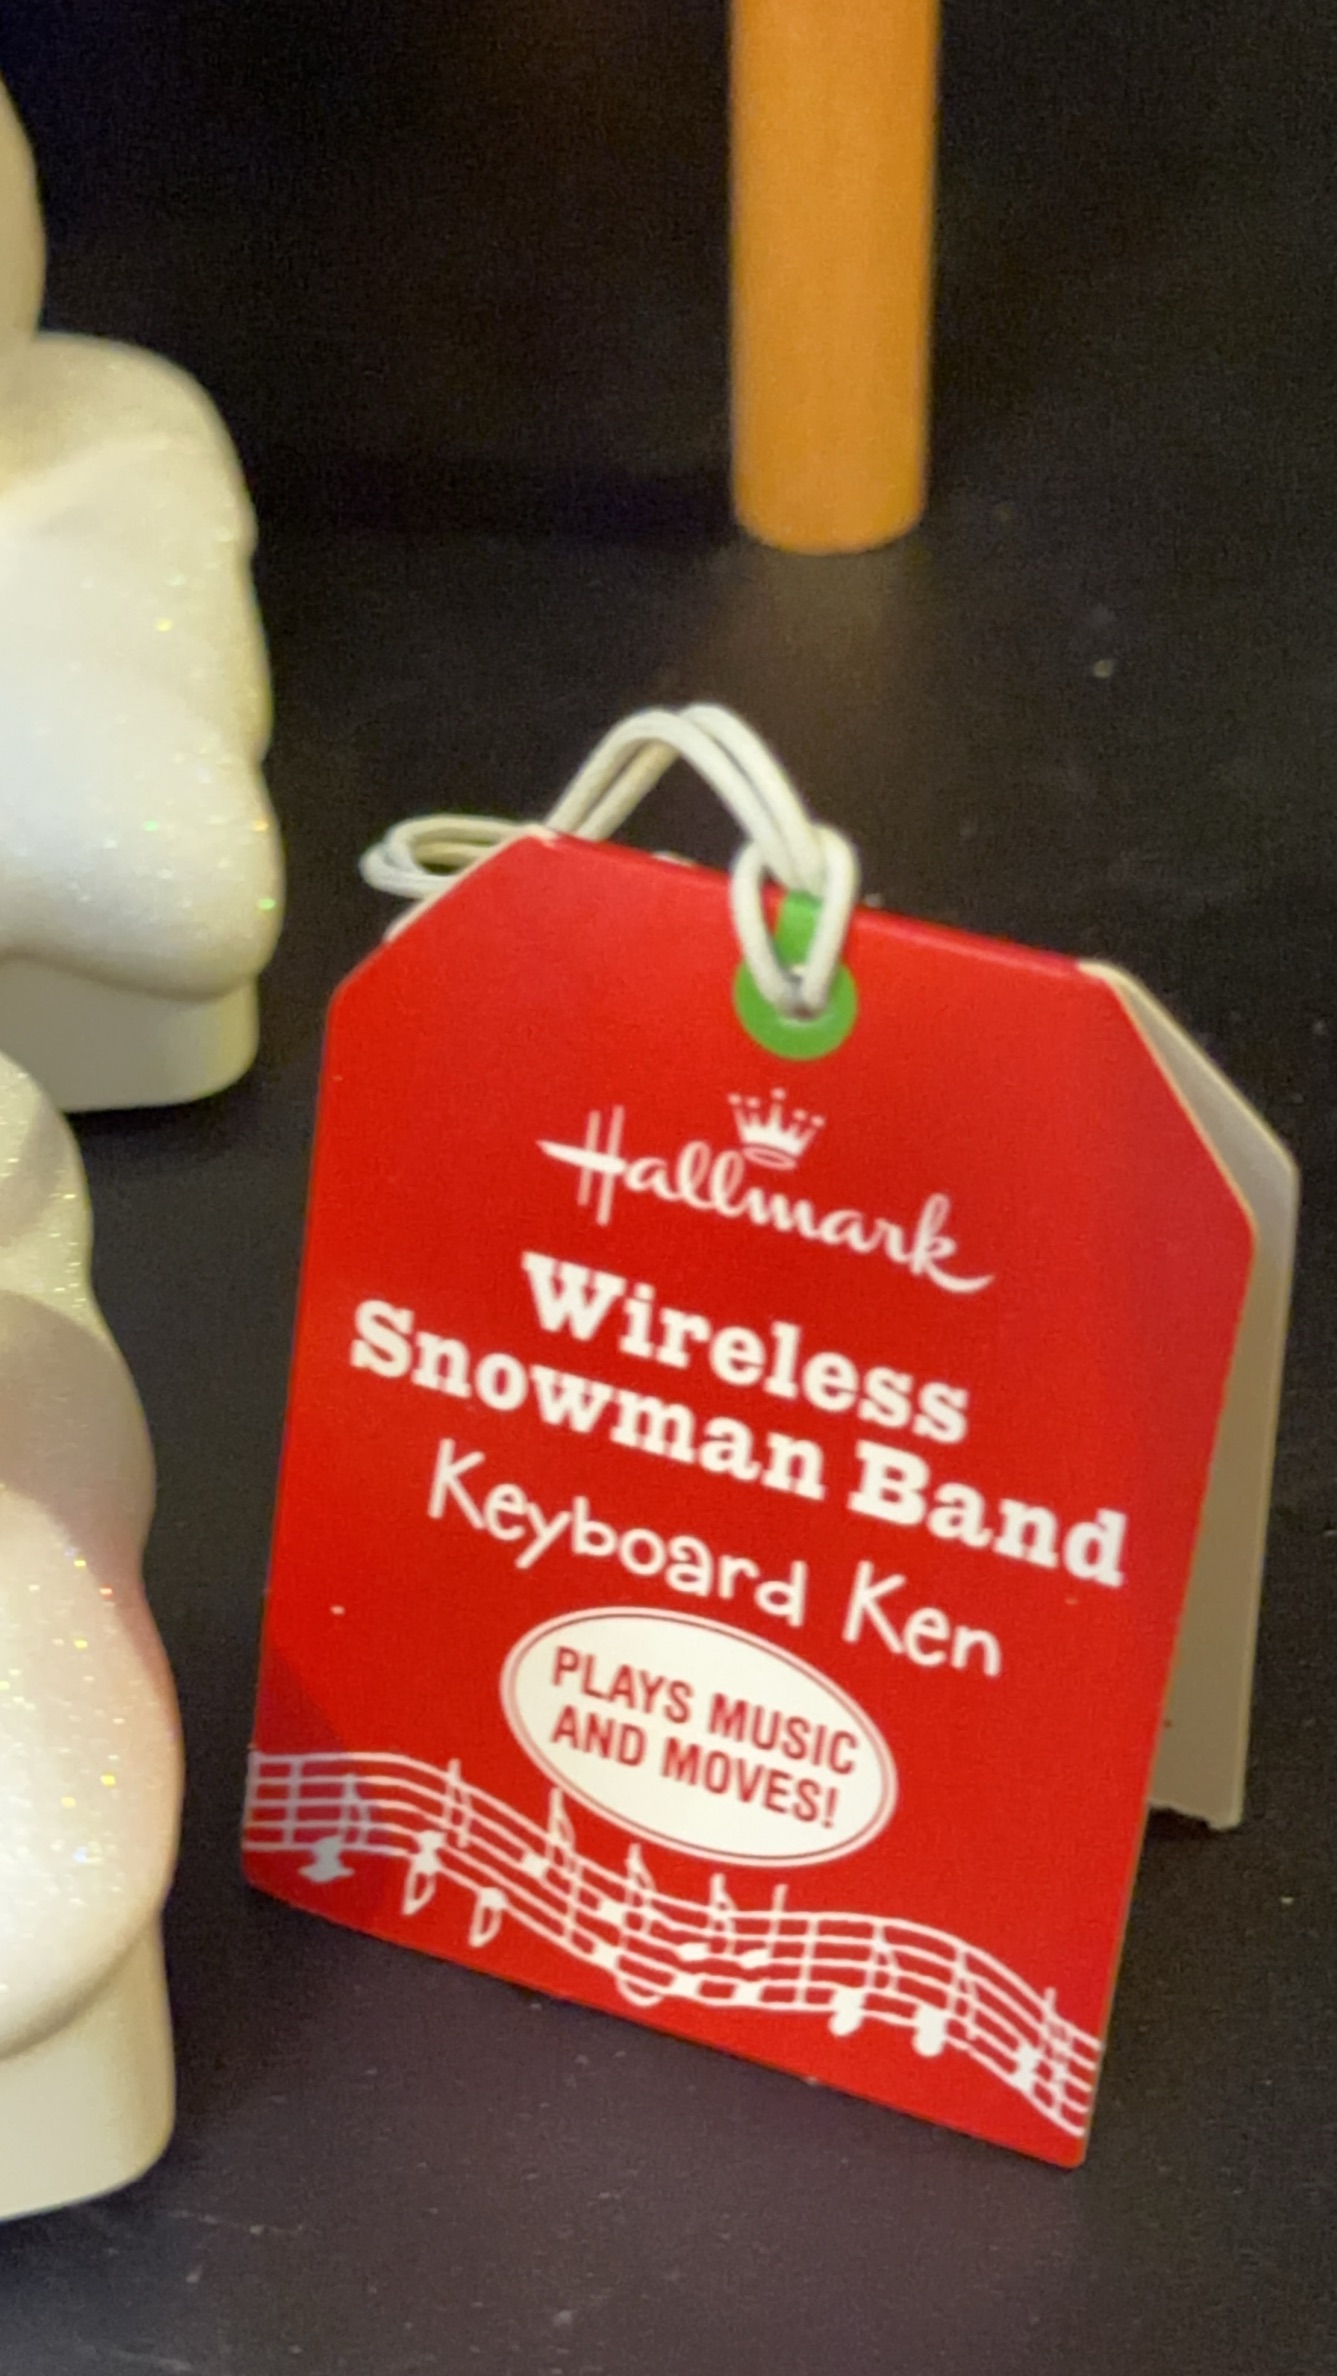 Hallmark
Wireless
Snowman Band
Keyboard Ken
PLAYS MUSIC
AND MOVES!